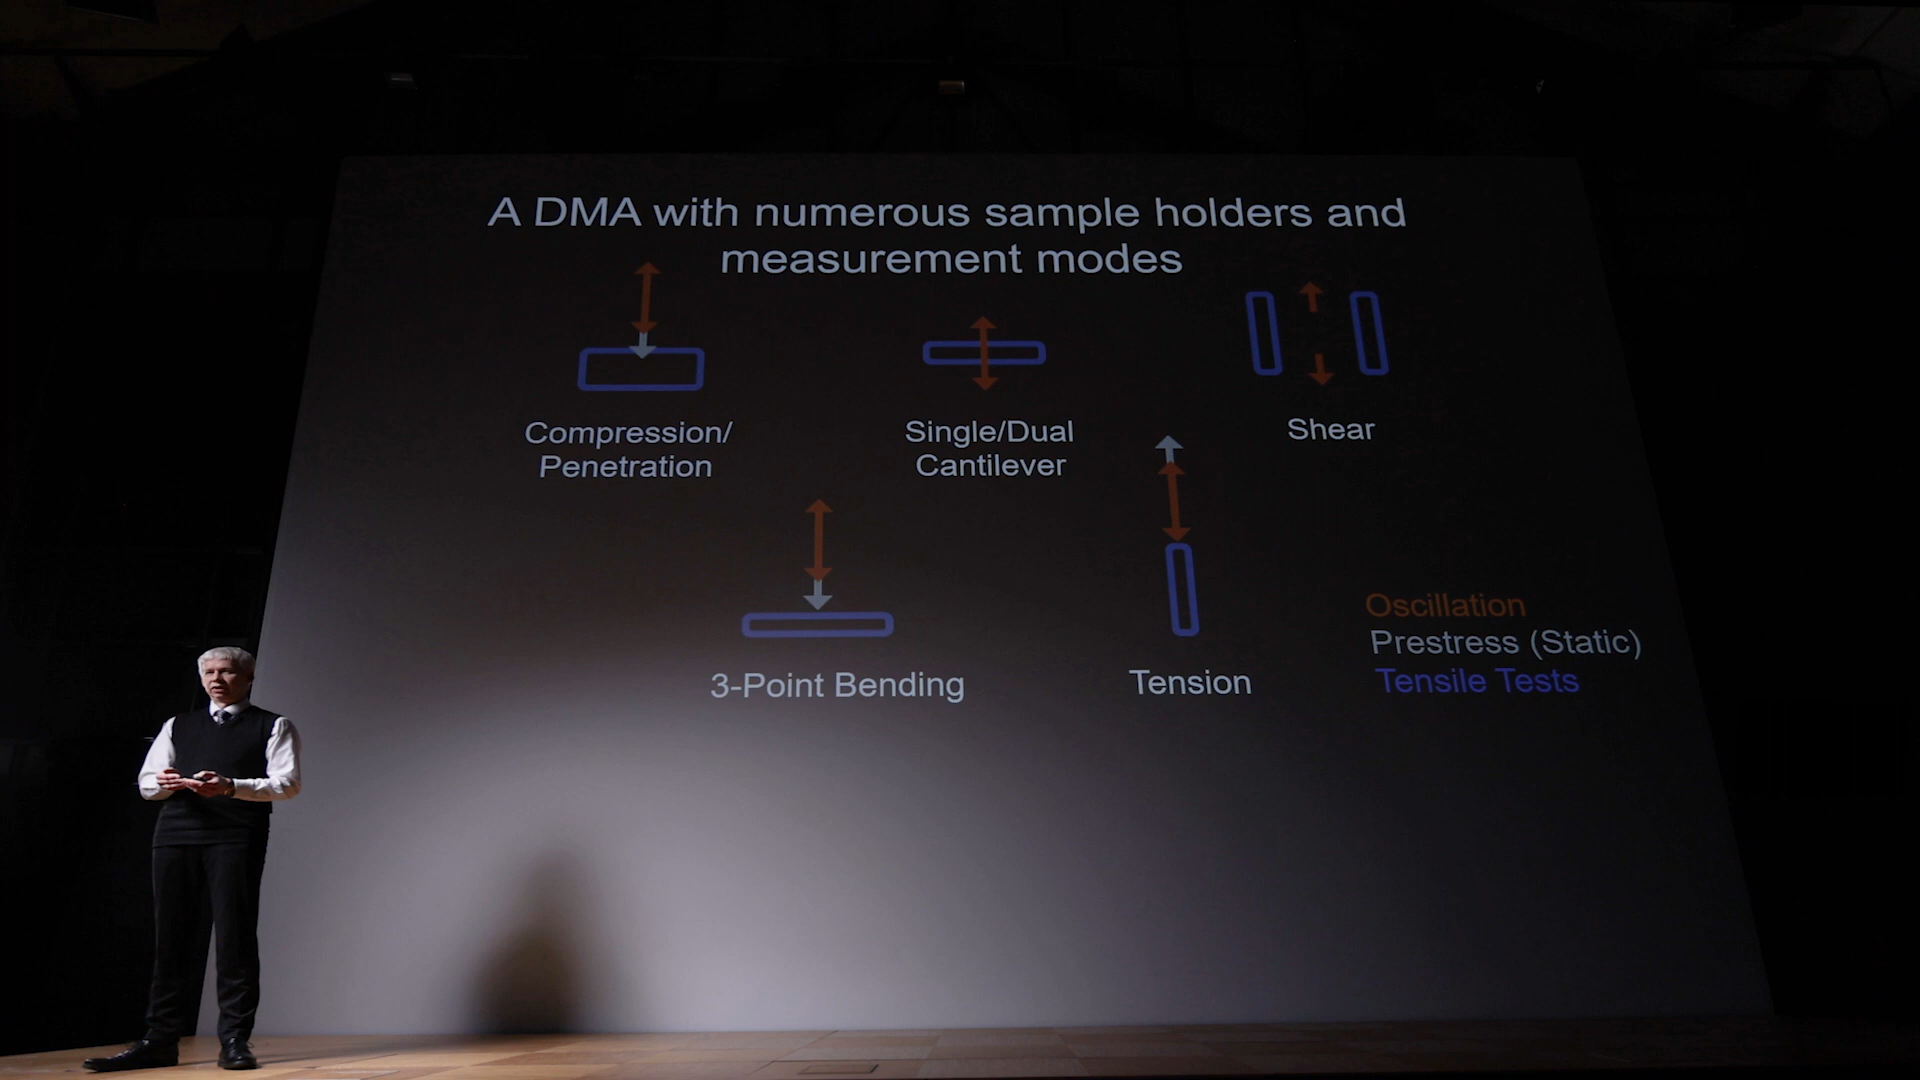 A DMA with numerous sample holders and
measurement modes
Compression/
Penetration
Single/Dual
Cantilever
Shear
3-Point Bending
Tension
Oscillation
Prestress (Static)
Tensile Tests